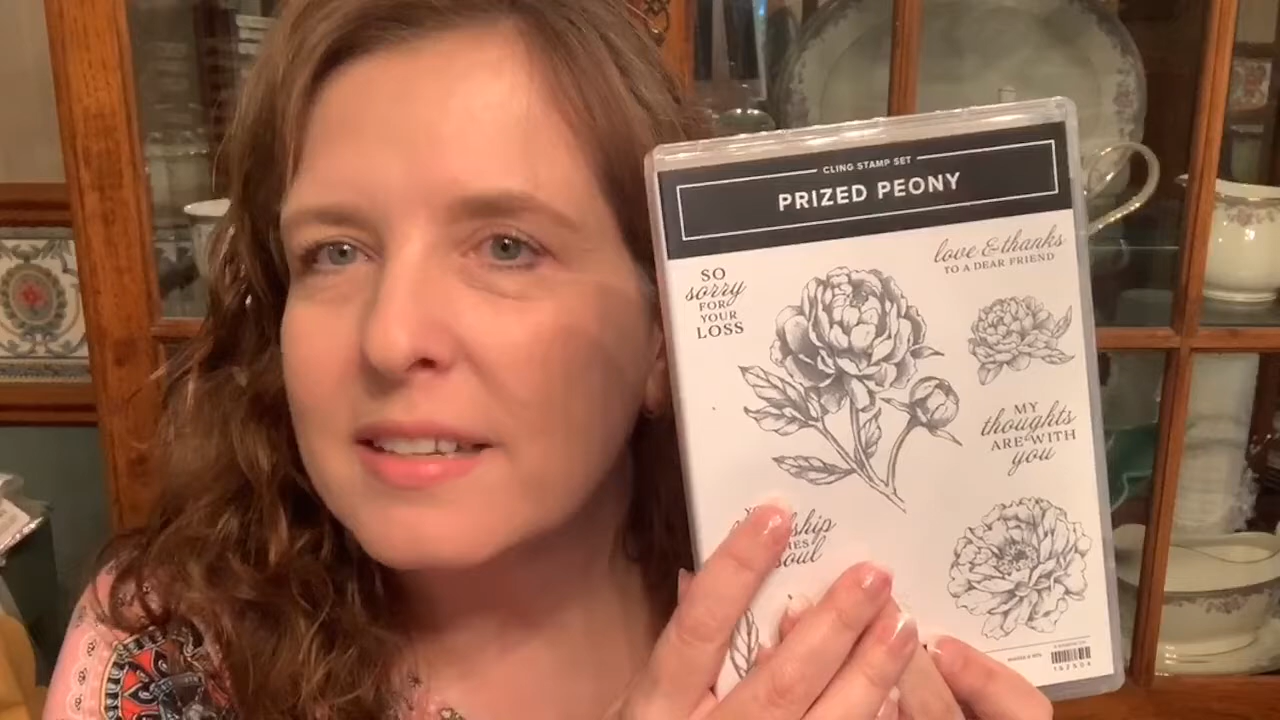 CLING STAMP SET
PRIZED PEONY
SO
sorry
FOR
YOUR
LOSS
love & thanks
TO A DEAR FRIEND
MY
thoughts
ARE WITH
you
soul
152504